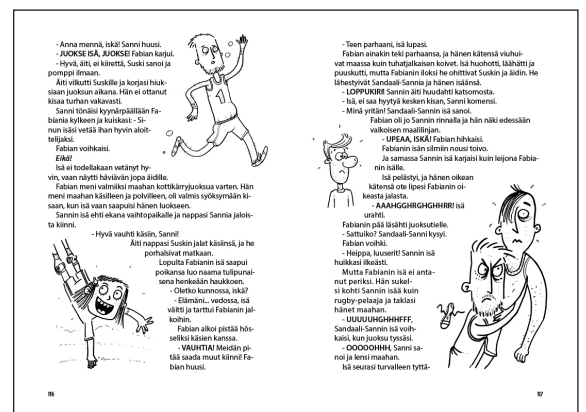 - Anna mennä, iskä! Sanni huusi.
- JUOKSE ISÄ, JUOKSE! Fabian karjui.
- Hyvä, äiti, ei kiirettä, Suski sanoi ja
pomppi ilmaan.
Äiti vilkutti Suskille ja korjasi hiuk-
siaan juoksun aikana. Hän ei ottanut
kisaa turhan vakavasti.
Sanni tönäisi kyynärpäällään Fa-
biania kylkeen ja kuiskasi: - Si-
nun isäsi vetää ihan hyvin aloit-
telijaksi.
Fabian voihkaisi.
Eikä!
Isä ei todellakaan vetänyt hy-
vin, vaan näytti häviävän jopa äidille.
Fabian meni valmiiksi maahan kottikärryjuoksua varten. Hän
meni maahan käsilleen ja polvilleen, oli valmis syöksymään ki-
saan, kun isä vaan saapuisi hänen luokseen.
Sannin isä ehti ekana vaihtopaikalle ja nappasi Sannia jalois-
ta kiinni.
- Hyvä vauhti käsiin, Sanni!
Äiti nappasi Suskin jalat käsiinsä, ja he
porhalsivat matkaan.
Lopulta Fabianin isä saapui
poikansa luo naama tulipunai-
sena henkeään haukkoen.
- Oletko kunnossa, iskä?
- Elämäni... vedossa, isä
väitti ja tarttui Fabianin jal-
koihin.
Fabian alkoi pistää hös-
seliksi käsien kanssa.
- VAUHTIA! Meidän pi-
tää saada muut kiinni! Fa-
bian huusi.
116
- Teen parhaani, isä lupasi.
Fabian ainakin teki parhaansa, ja hänen kätensä viuhui-
vat maassa kuin tuhatjalkaisen koivet. Isä huohotti, läähätti ja
puuskutti, mutta Fabianin iloksi he ohittivat Suskin ja äidin. He
lähestyivät Sandaali-Sannia ja hänen isäänsä.
- LOPPUKIRI! Sannin äiti huudahti katsomosta.
- Isä, ei saa hyytyä kesken kisan, Sanni komensi.
- Minä yritän! Sandaali-Sannin isä sanoi.
Fabian oli jo Sannin rinnalla ja hän näki edessään
valkoisen maalilinjan.
- UPEAA, ISKÄ! Fabian hihkaisi.
Fabianin isän silmiin nousi toivo.
Ja samassa Sannin isä karjaisi kuin leijona Fabia-
nin isälle.
Isä pelästyi, ja hänen oikean
kätensä ote lipesi Fabianin oi-
keasta jalasta.
- AAAHGGHRGHGHHRR! isä
urahti.
Fabianin pää läsähti juoksutielle.
- Sattuiko? Sandaali-Sanni kysyi.
Fabian voihki.
- Heippa, luuserit! Sannin isä
huikkasi ilkeästi.
Mutta Fabianin isä ei anta-
nut periksi. Hän sukel-
si kohti Sannin isää kuin
rugby-pelaaja ja taklasi
hänet maahan.
- UUUUUGHHHHFFF,
Sandaali-Sannin isä voih-
kaisi, kun juoksu tyssäsi.
- OOOOOHHH, Sanni sa-
noi ja lensi maahan.
Isä seurasi turvalleen tyttä-
117